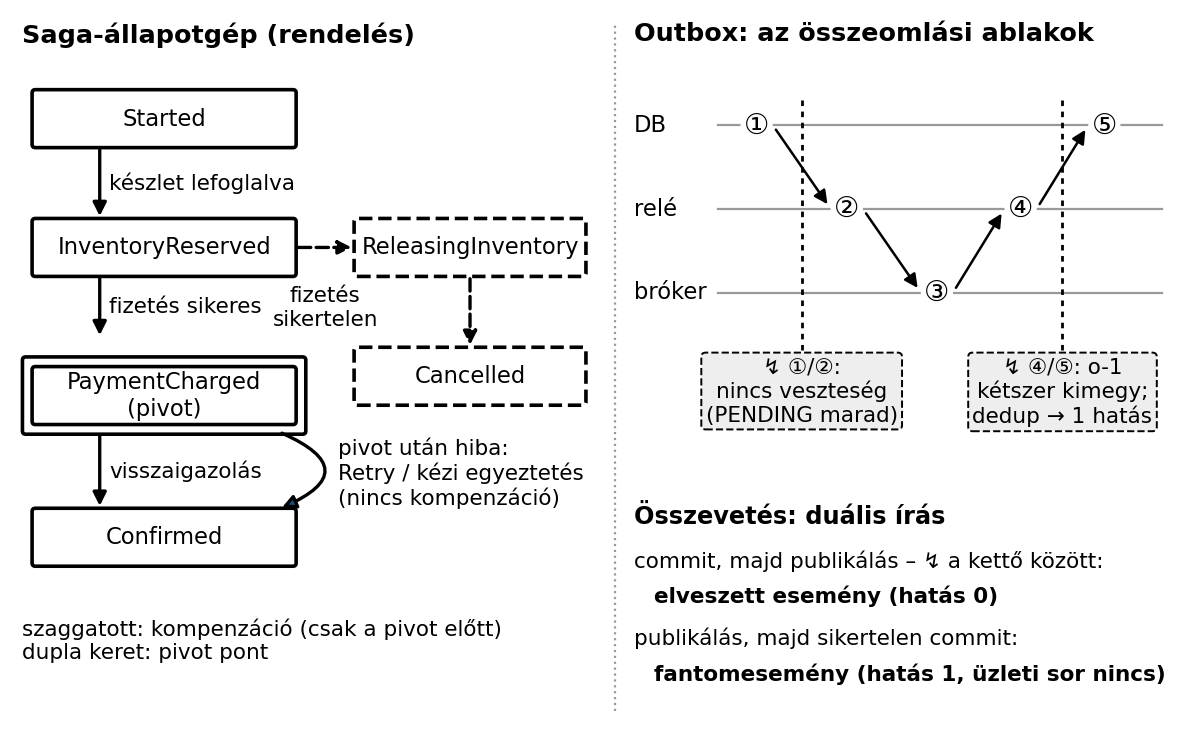 Saga-állapotgép (rendelés)
Started
készlet lefoglalva
InventoryReserved
ReleasingInventory
fizetés sikeres
fizetés
sikertelen
PaymentCharged
(pivot)
Cancelled
visszaigazolás
pivot után hiba:
Retry / kézi egyeztetés
(nincs kompenzáció)
Confirmed
szaggatott: kompenzáció (csak a pivot előtt)
dupla keret: pivot pont
Outbox: az összeomlási ablakok
DB
①
⑤
relé
②
④
bróker
③
↯ ①/②:
nincs veszteség
(PENDING marad)
↯ ④/⑤: o-1
kétszer kimegy;
dedup → 1 hatás
Összevetés: duális írás
commit, majd publikálás – ↯ a kettő között:
elveszett esemény (hatás 0)
publikálás, majd sikertelen commit:
fantomesemény (hatás 1, üzleti sor nincs)